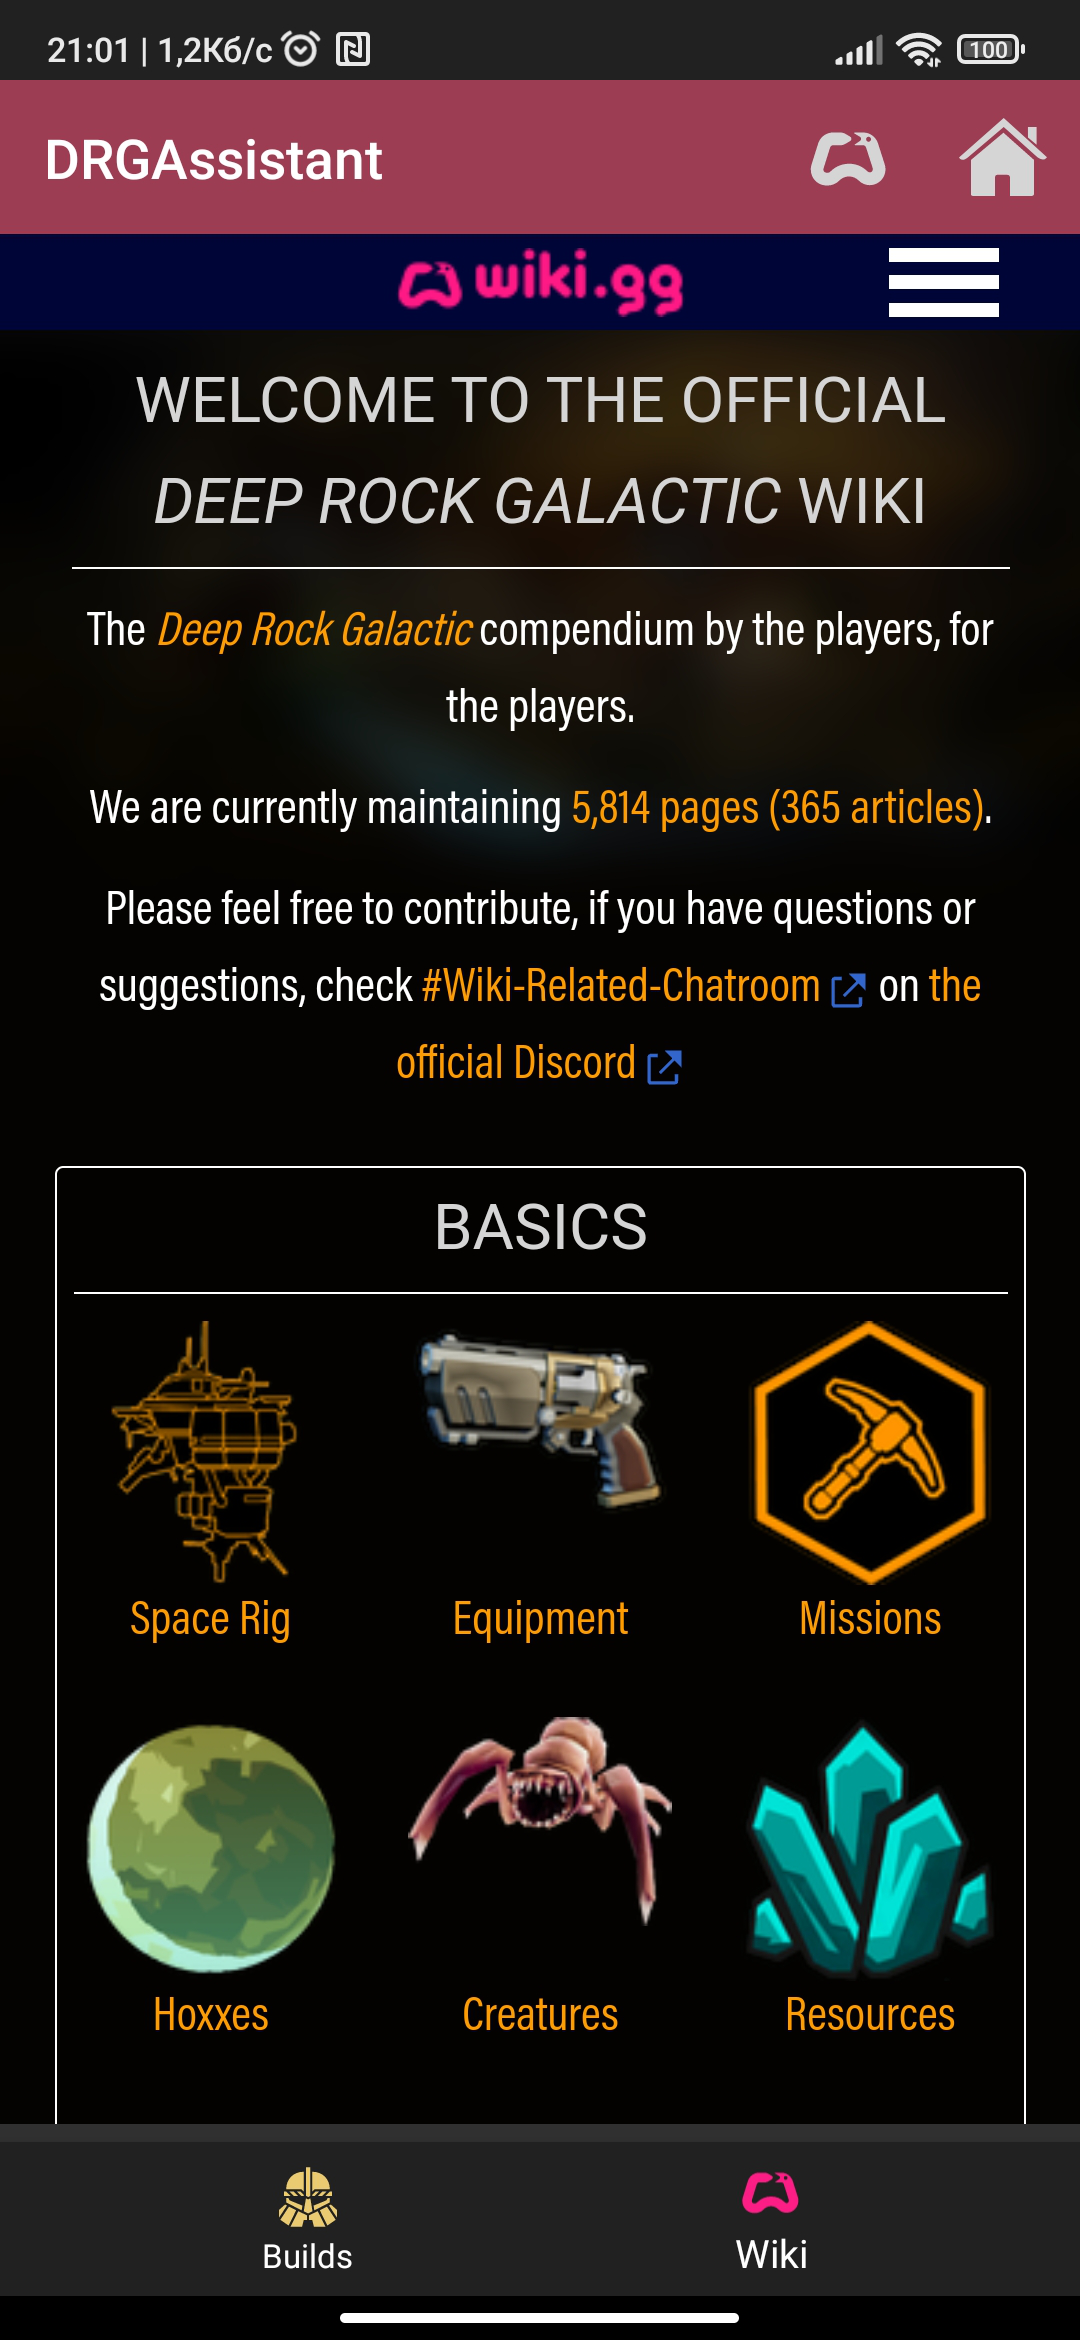 21:01 | 1,2Кб/с
100
DRGAssistant
wiki.gg
WELCOME TO THE OFFICIAL
DEEP ROCK GALACTIC WIKI
The Deep Rock Galactic compendium by the players, for
the players.
We are currently maintaining 5,814 pages (365 articles).
Please feel free to contribute, if you have questions or
suggestions, check #Wiki-Related-Chatroom on the
official Discord
BASICS
Space Rig Equipment Missions
Hoxxes Creatures Resources
Builds Wiki